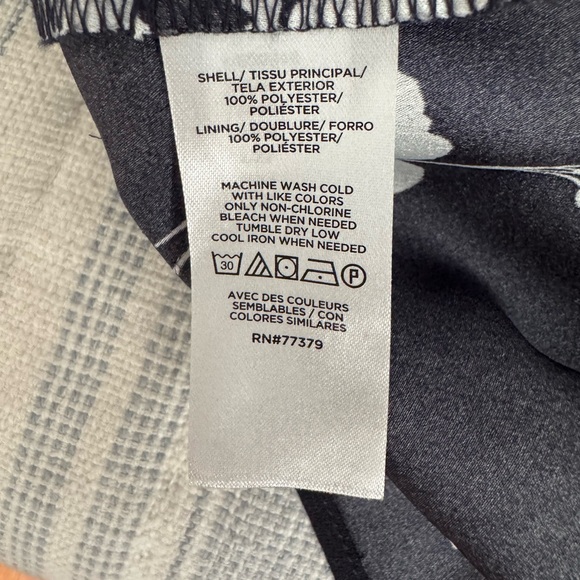 SHELL/ TISSU PRINCIPAL/
TELA EXTERIOR
100% POLYESTER/
POLIÉSTER
LINING/ DOUBLURE/ FORRO
100% POLYESTER/
POLIÉSTER
MACHINE WASH COLD
WITH LIKE COLORS
ONLY NON-CHLORINE
BLEACH WHEN NEEDED
TUMBLE DRY LOW
COOL IRON WHEN NEEDED
30 P
AVEC DES COULEURS
SEMBLABLES / CON
COLORES SIMILARES
RN#77379